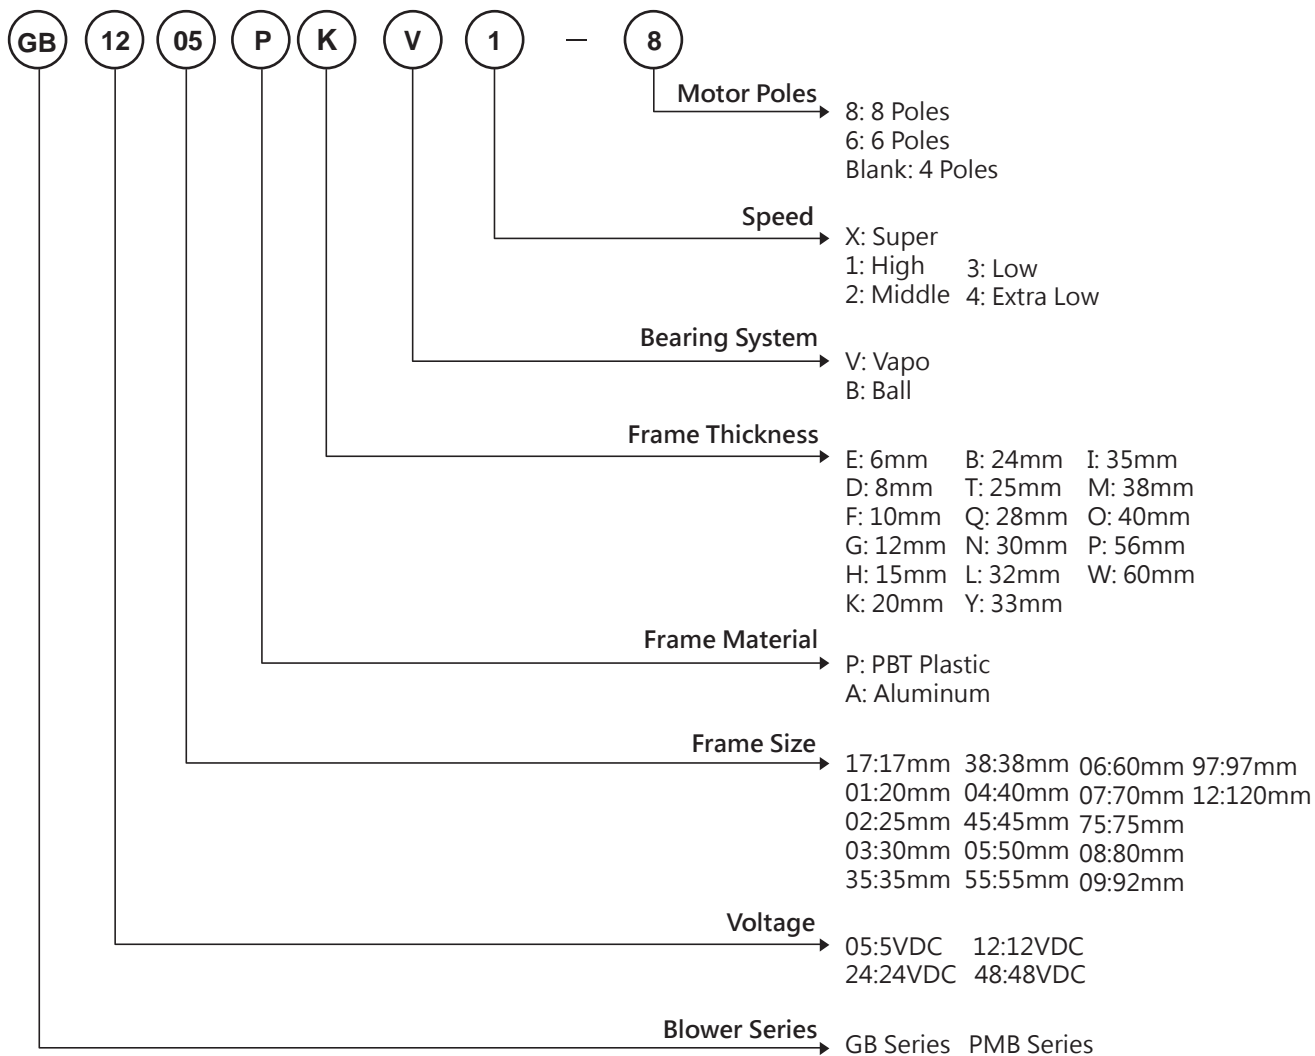 GB 12 05 P K V 1 – 8
Motor Poles
8: 8 Poles
6: 6 Poles
Blank: 4 Poles
Speed
X: Super
1: High 3: Low
2: Middle 4: Extra Low
Bearing System
V: Vapo
B: Ball
Frame Thickness
E: 6mm B: 24mm I: 35mm
D: 8mm T: 25mm M: 38mm
F: 10mm Q: 28mm O: 40mm
G: 12mm N: 30mm P: 56mm
H: 15mm L: 32mm W: 60mm
K: 20mm Y: 33mm
Frame Material
P: PBT Plastic
A: Aluminum
Frame Size
17:17mm 38:38mm 06:60mm 97:97mm
01:20mm 04:40mm 07:70mm 12:120mm
02:25mm 45:45mm 75:75mm
03:30mm 05:50mm 08:80mm
35:35mm 55:55mm 09:92mm
Voltage
05:5VDC 12:12VDC
24:24VDC 48:48VDC
Blower Series
GB Series PMB Series